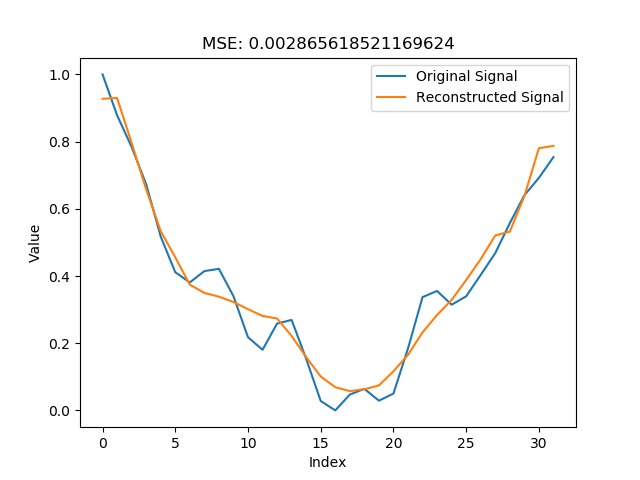 MSE: 0.002865618521169624
Original Signal
Reconstructed Signal
1.0
0.8
0.6
0.4
0.2
0.0
Value
0 5 10 15 20 25 30
Index